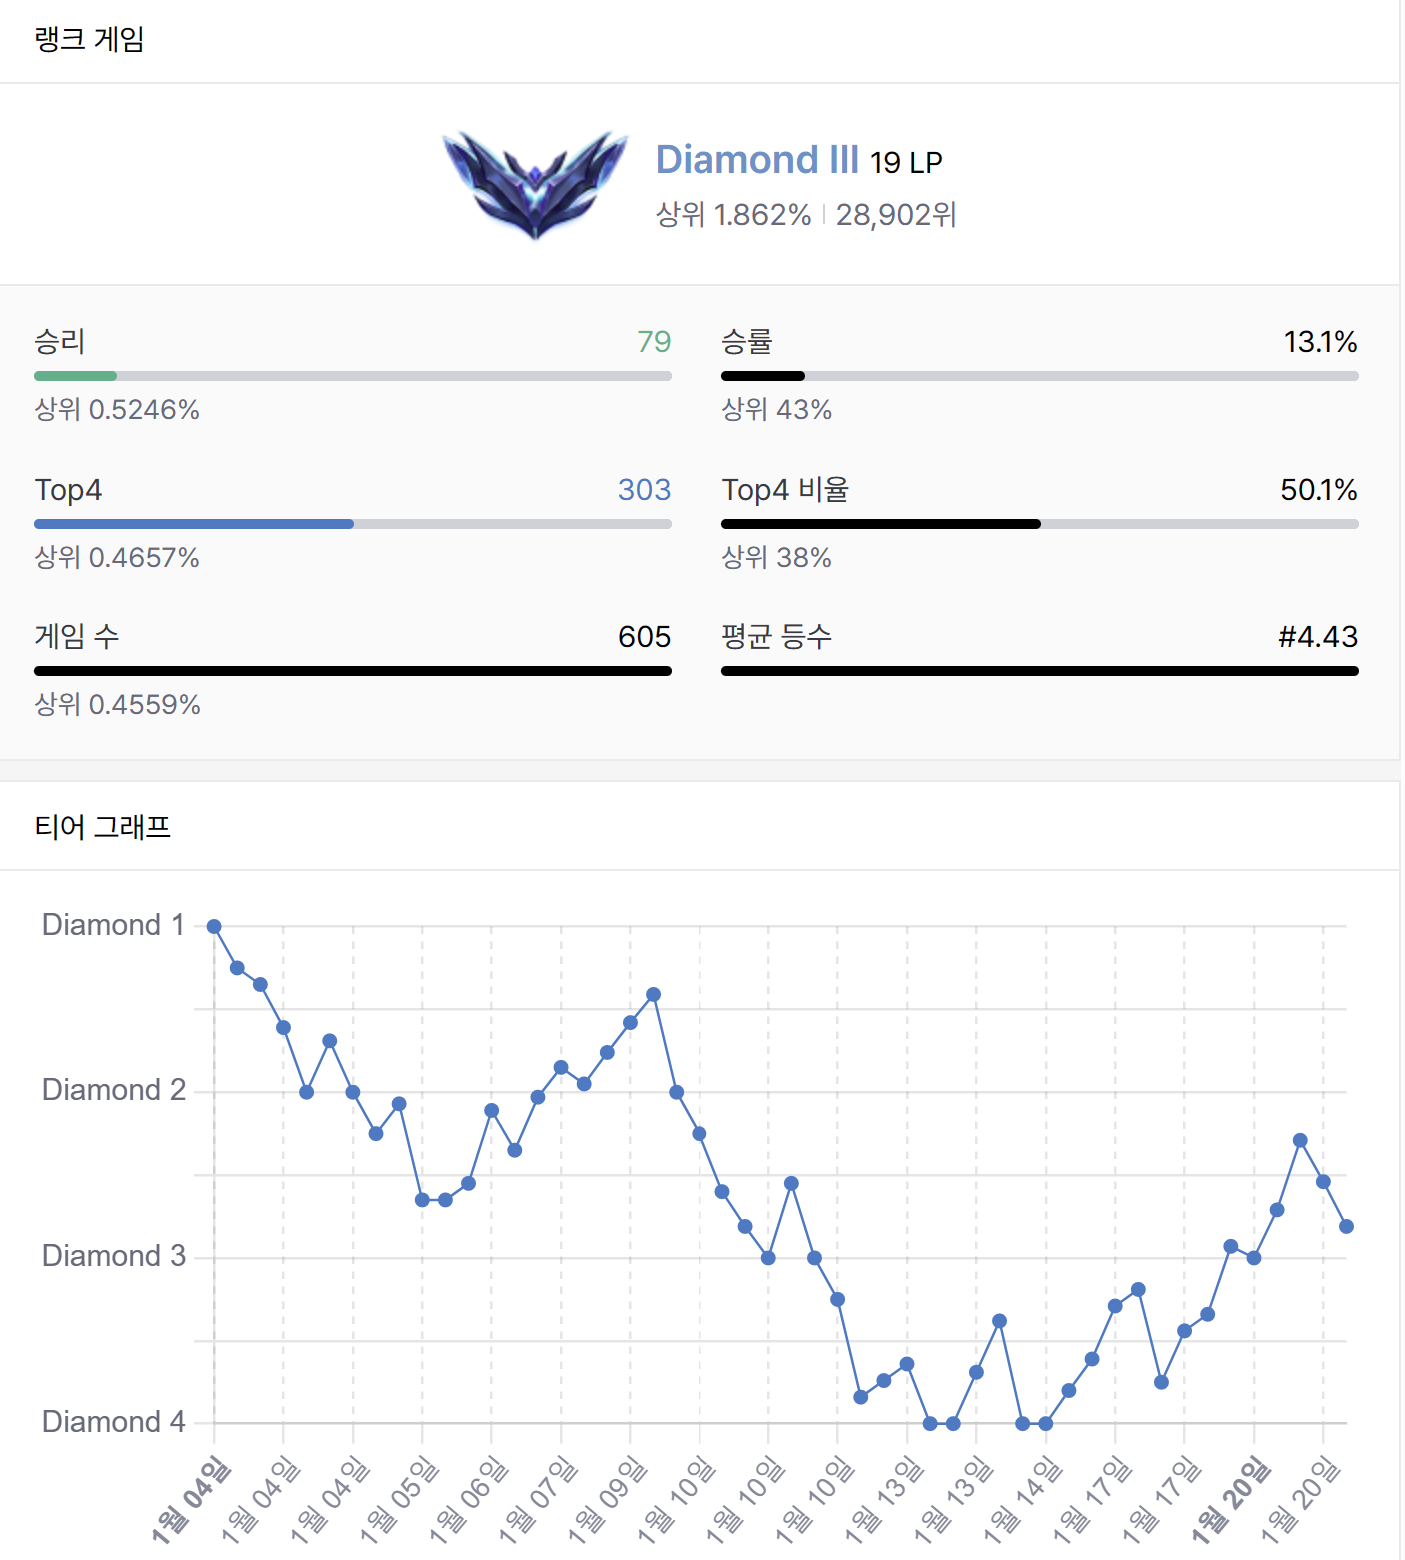 랭크 게임
Diamond III 19 LP
상위 1.862% 28,902위
승리 79
상위 0.5246%
승률 13.1%
상위 43%
Top4 303
상위 0.4657%
Top4 비율 50.1%
상위 38%
게임 수 605
상위 0.4559%
평균 등수 #4.43
티어 그래프
Diamond 1
Diamond 2
Diamond 3
Diamond 4
1월 04일
1월 04일
1월 04일
1월 05일
1월 06일
1월 07일
1월 09일
1월 10일
1월 10일
1월 10일
1월 13일
1월 13일
1월 14일
1월 17일
1월 17일
1월 20일
1월 20일